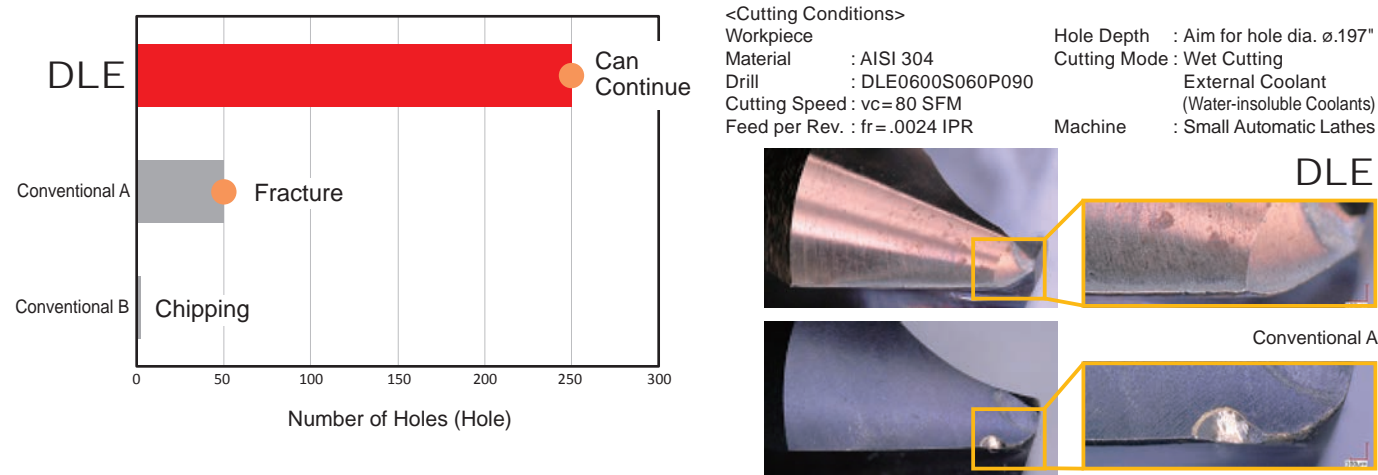 DLE
Can
Continue
Conventional A
Fracture
Conventional B
Chipping
0 50 100 150 200 250 300
Number of Holes (Hole)
<Cutting Conditions>
Workpiece
Material : AISI 304
Drill : DLE0600S060P090
Cutting Speed : vc=80 SFM
Feed per Rev. : fr=.0024 IPR
Hole Depth : Aim for hole dia. ø.197"
Cutting Mode : Wet Cutting
External Coolant
(Water-insoluble Coolants)
Machine : Small Automatic Lathes
DLE
Conventional A